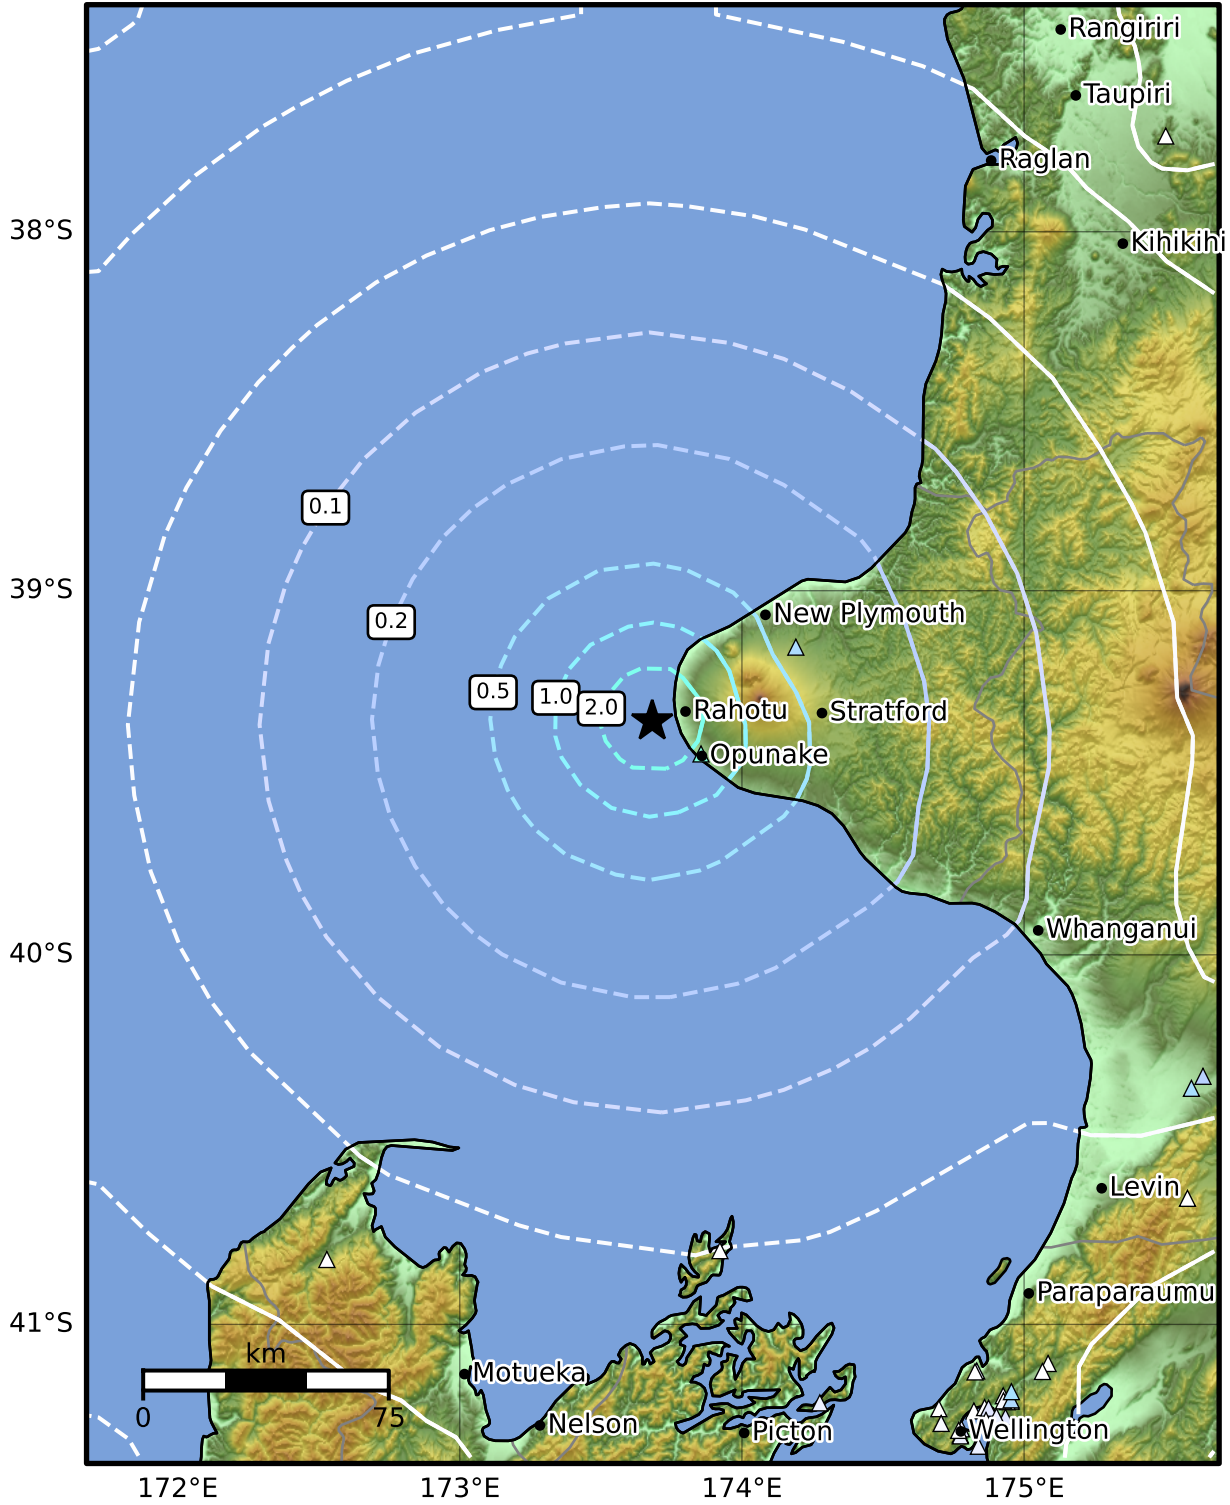 Rangiriri
Taupiri
Raglan
38°S
Kihikihi
0.1
39°S
New Plymouth
0.2
0.5
1.0
2.0
Rahotu
Stratford
Opunake
Whanganui
40°S
Levin
Paraparaumu
41°S
km
Motueka
0
75
Nelson
Picton
Wellington
172°E
173°E
174°E
175°E